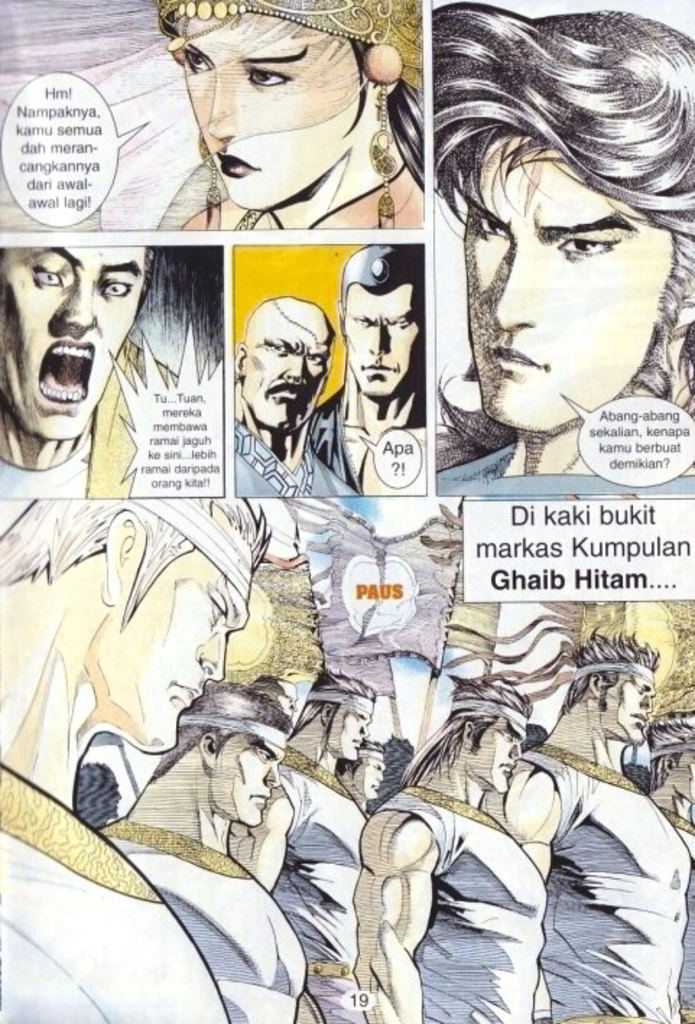 Hm!
Nampaknya,
kamu semua
dah meran-
cangkannya
dari awal-
awal lagi!
Abang-abang
sekalian, kenapa
kamu berbuat
demikian?
Tu...Tuan,
mereka
membawa
ramai jaguh
ke sini...lebih
ramai daripada
orang kita!!
Apa
?!
Di kaki bukit
markas Kumpulan
Ghaib Hitam....
PAUS
19